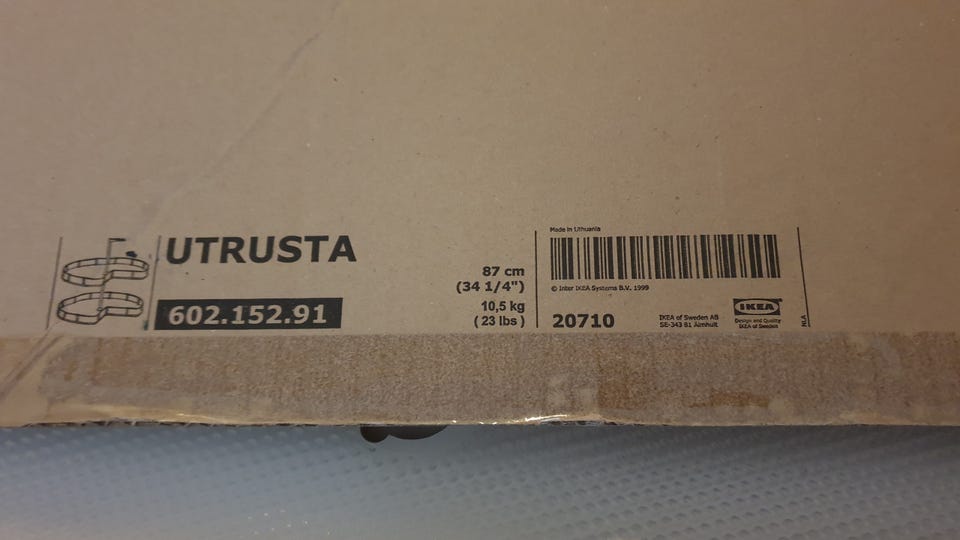 UTRUSTA
602.152.91
87 cm
(34 1/4")
10,5 kg
( 23 lbs )
Made in Lithuania
© Inter IKEA Systems B.V. 1999
20710
IKEA of Sweden AB
SE-343 81 Älmhult
IKEA
Design and Quality
IKEA of Sweden
NLA